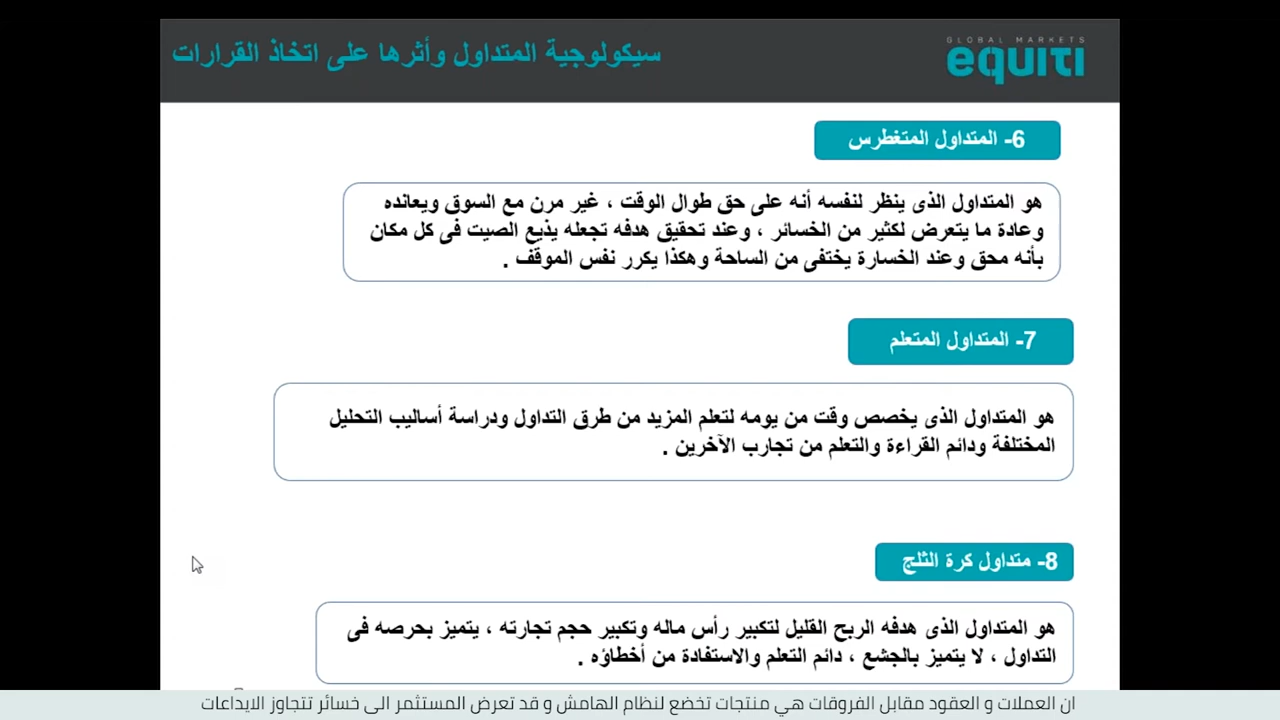 سيكولوجية المتداول وأثرها على اتخاذ القرارات
GLOBAL MARKETS
equiti
6- المتداول المتغطرس
هو المتداول الذى ينظر لنفسه أنه على حق طوال الوقت ، غير مرن مع السوق ويعانده
وعادة ما يتعرض لكثير من الخسائر ، وعند تحقيق هدفه تجعله يذيع الصيت فى كل مكان
بأنه محق وعند الخسارة يختفى من الساحة وهكذا يكرر نفس الموقف .
7- المتداول المتعلم
هو المتداول الذى يخصص وقت من يومه لتعلم المزيد من طرق التداول ودراسة أساليب التحليل
المختلفة ودائم القراءة والتعلم من تجارب الآخرين .
8- متداول كرة الثلج
هو المتداول الذى هدفه الربح القليل لتكبير رأس ماله وتكبير حجم تجارته ، يتميز بحرصه فى
التداول ، لا يتميز بالجشع ، دائم التعلم والاستفادة من أخطاؤه .
ان العملات و العقود مقابل الفروقات هي منتجات تخضع لنظام الهامش و قد تعرض المستثمر الى خسائر تتجاوز الايداعات